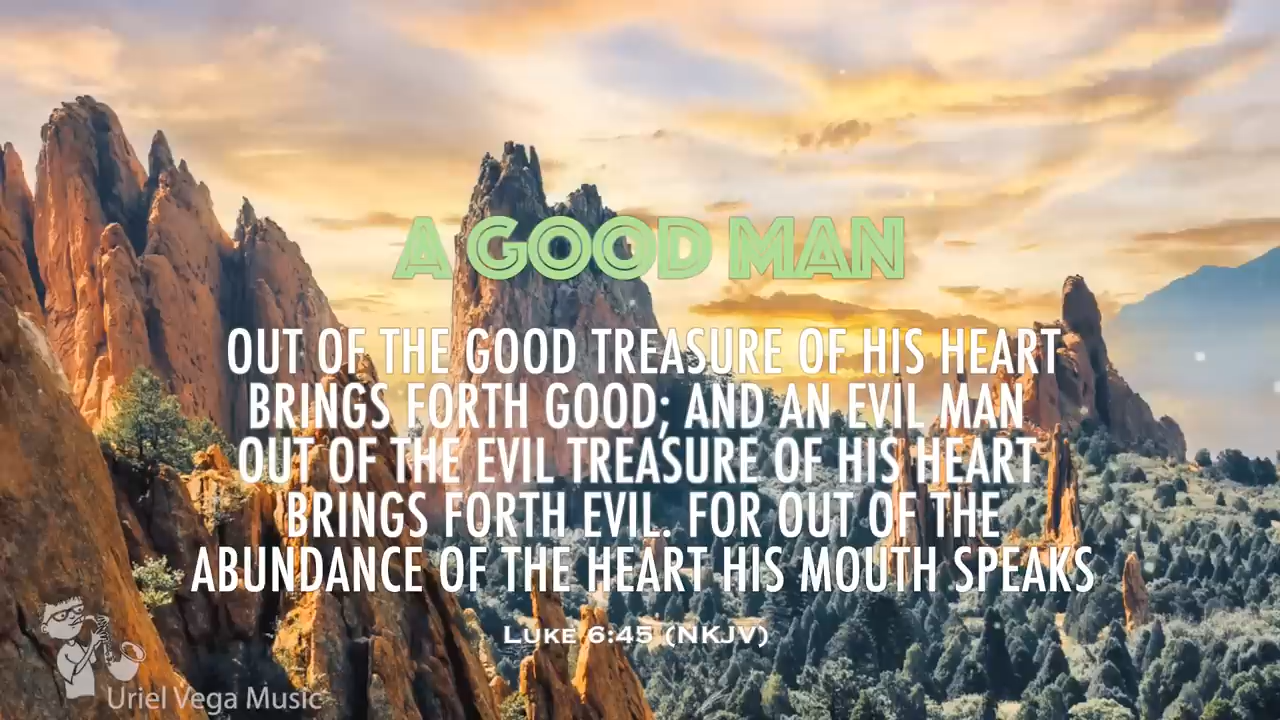 A GOOD MAN
OUT OF THE GOOD TREASURE OF HIS HEART
BRINGS FORTH GOOD; AND AN EVIL MAN
OUT OF THE EVIL TREASURE OF HIS HEART
BRINGS FORTH EVIL. FOR OUT OF THE
ABUNDANCE OF THE HEART HIS MOUTH SPEAKS
Luke 6:45 (NKJV)
Uriel Vega Music